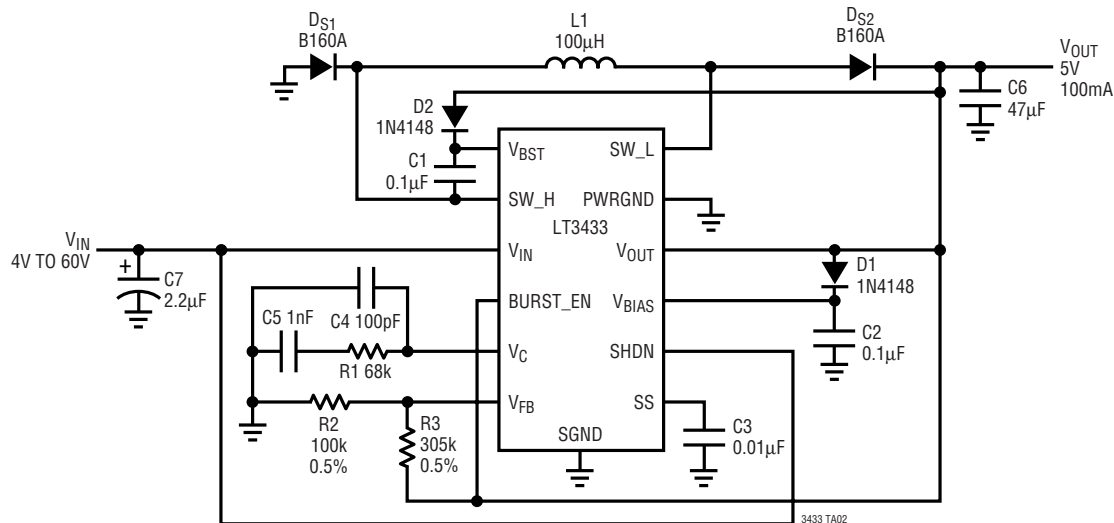 DS1
B160A
L1
100µH
DS2
B160A
VOUT
5V
100mA
C6
47µF
D2
1N4148
C1
0.1µF
VBST
SW_L
SW_H
PWRGND
LT3433
VIN
4V TO 60V
VIN
VOUT
+
C7
2.2µF
D1
1N4148
BURST_EN
VBIAS
C5 1nF
C4 100pF
C2
0.1µF
VC
SHDN
R1 68k
VFB
SS
R2
100k
0.5%
R3
305k
0.5%
SGND
C3
0.01µF
3433 TA02